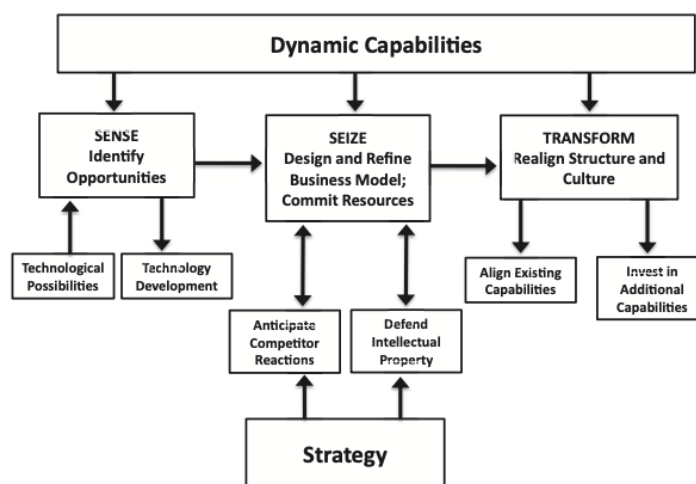 Dynamic Capabilities
SENSE
Identify
Opportunities
SEIZE
Design and Refine
Business Model;
Commit Resources
TRANSFORM
Realign Structure and
Culture
Technological
Possibilities
Technology
Development
Align Existing
Capabilities
Invest in
Additional
Capabilities
Anticipate
Competitor
Reactions
Defend
Intellectual
Property
Strategy